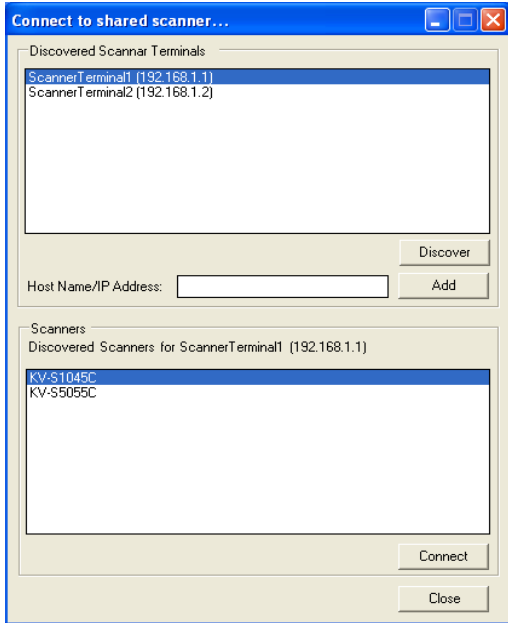 Connect to shared scanner...
Discovered Scannar Terminals
ScannerTerminal1 (192.168.1.1)
ScannerTerminal2 (192.168.1.2)
Discover
Host Name/IP Address:
Add
Scanners
Discovered Scanners for ScannerTerminal1 (192.168.1.1)
KV-S1045C
KV-S5055C
Connect
Close